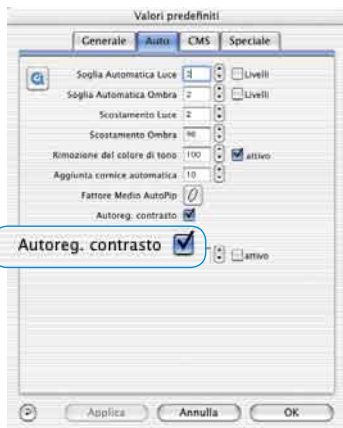 Valori predefiniti
Generale Auto CMS Speciale
Soglia Automatica Luce 2 Livelli
Soglia Automatica Ombra 2 Livelli
Scostamento Luce 2
Scostamento Ombra 98
Rimozione del colore di tono 100 attivo
Aggiunta cornice automatica 10
Fattore Medio AutoPip 0
Autoreg. contrasto
Autoreg. contrasto
attivo
Applica Annulla OK